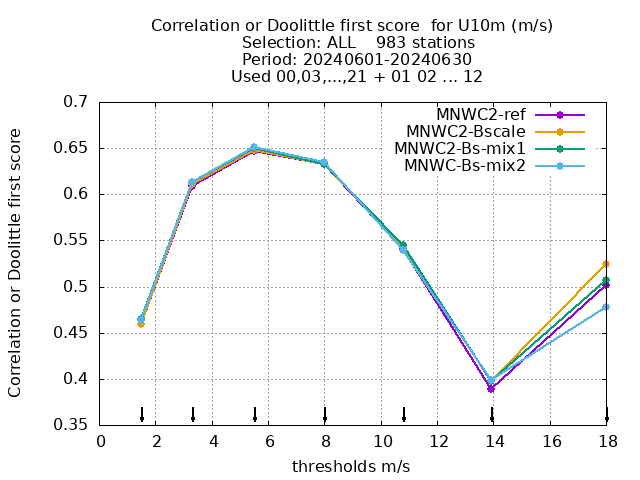 Correlation or Doolittle first score  for U10m (m/s)
Selection: ALL    983 stations
Period: 20240601-20240630
Used 00,03,...,21 + 01 02 ... 12
Correlation or Doolittle first score
0.7
0.65
0.6
0.55
0.5
0.45
0.4
0.35
MNWC2-ref
MNWC2-Bscale
MNWC2-Bs-mix1
MNWC-Bs-mix2
0 2 4 6 8 10 12 14 16 18
thresholds m/s